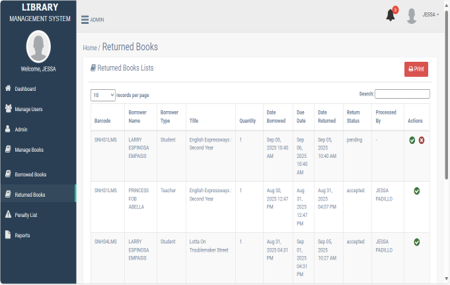 LIBRARY
MANAGEMENT SYSTEM
Welcome, JESSA
Dashboard
Manage Users
Admin
Manage Books
Borrowed Books
Returned Books
Penalty List
Reports
ADMIN
JESSA
Home / Returned Books
Returned Books Lists
Print
10 records per page
Search:
Barcode Borrower Name Borrower Type Title Quantity Date Borrowed Due Date Date Returned Return Status Processed By Actions
SNHS1LMS LARRY ESPINOSA EMPASIS Student English Expressways : Second Year 1 Sep 05, 2025 10:40 AM Sep 06, 2025 10:40 AM Sep 05, 2025 10:40 AM pending -
SNHS1LMS PRINCESS FOB ABELLA Teacher English Expressways : Second Year 1 Aug 30, 2025 12:47 PM Aug 31, 2025 12:47 PM Aug 31, 2025 04:07 PM accepted JESSA PADILLO
SNHS4LMS LARRY ESPINOSA EMPASIS Student Lotta On Troublemaker Street 1 Aug 31, 2025 04:31 PM Sep 01, 2025 04:31 PM Sep 05, 2025 10:27 AM accepted JESSA PADILLO